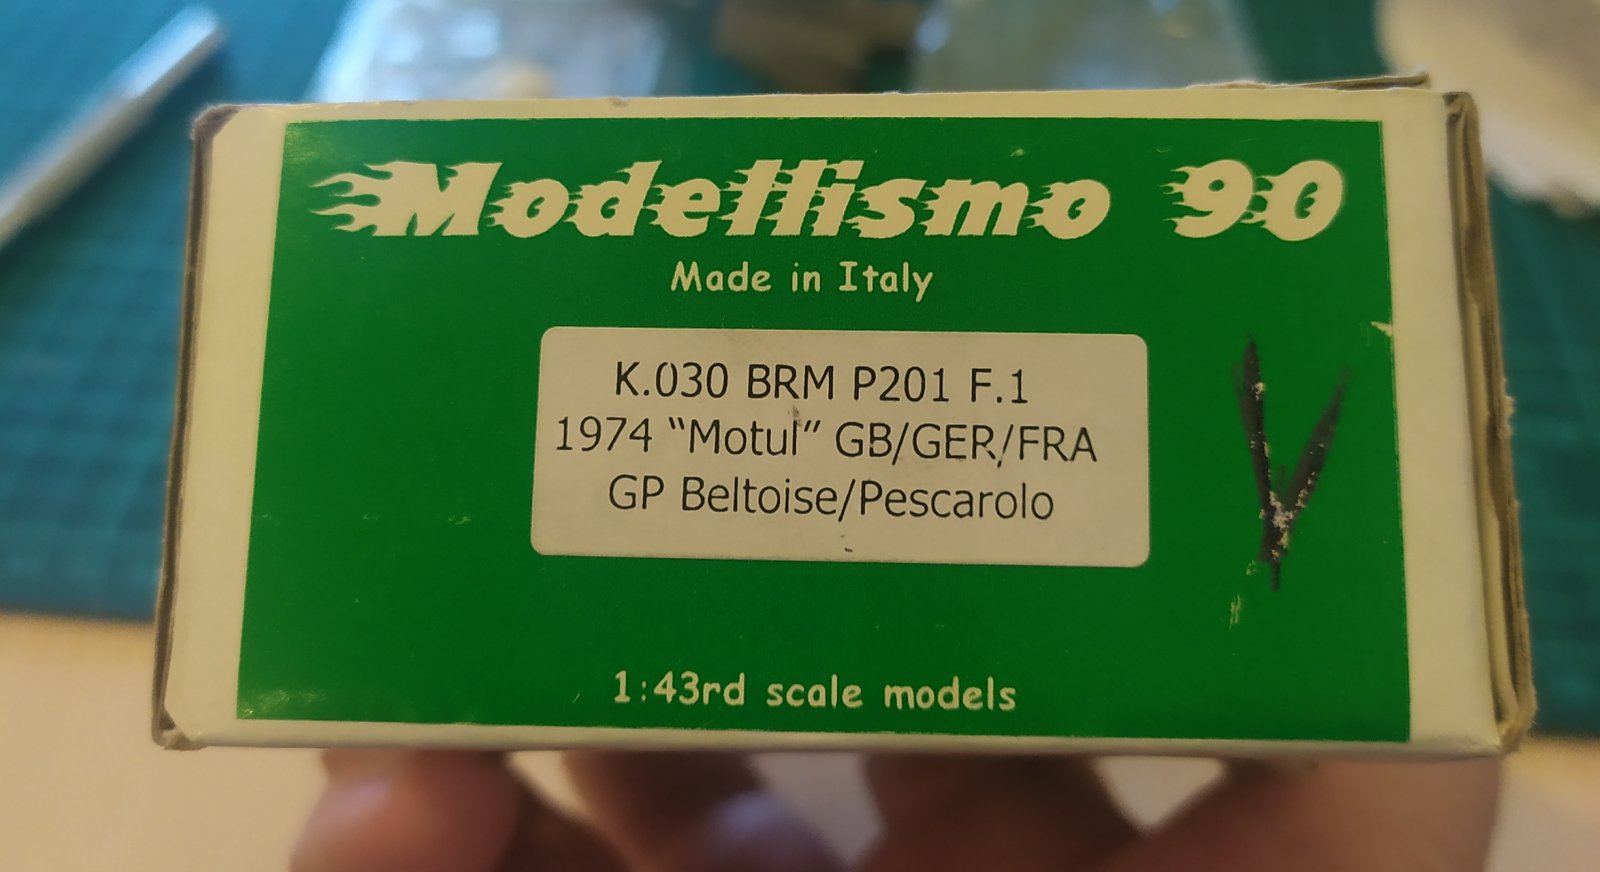 Modellismo 90
Made in Italy
K.030 BRM P201 F.1
1974 “Motul” GB/GER/FRA
GP Beltoise/Pescarolo
1:43rd scale models